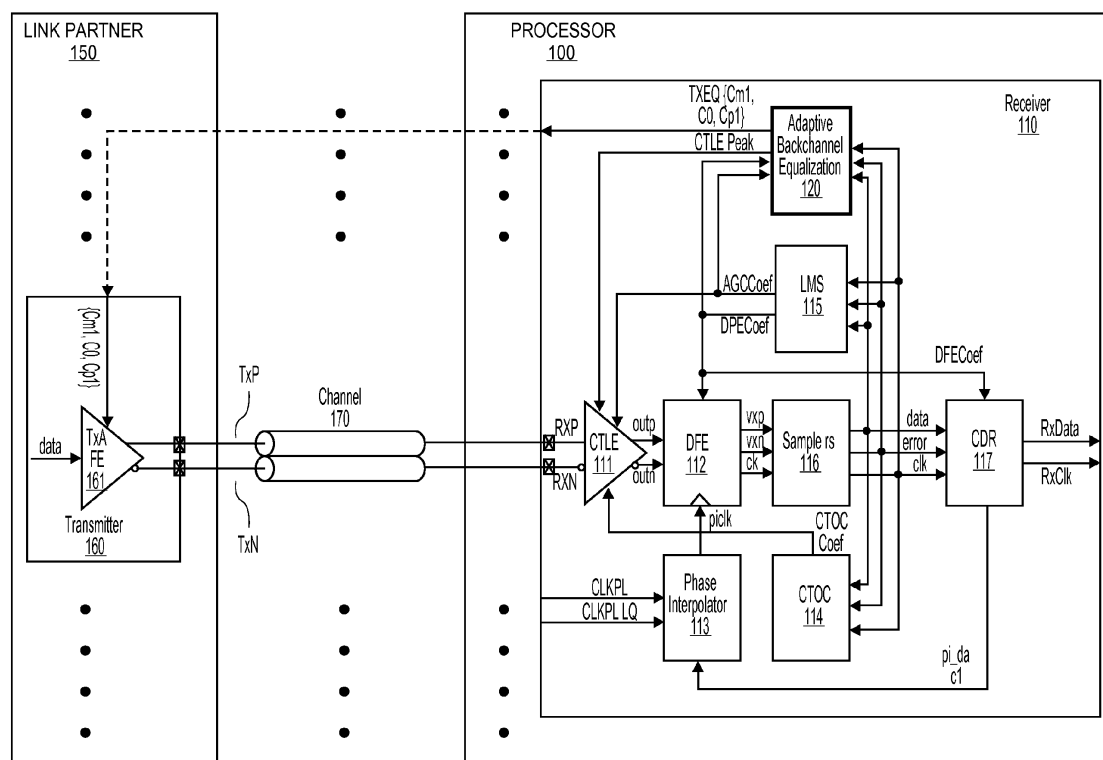 LINK PARTNER
150
PROCESSOR
100
Receiver
110
TXEQ {Cm1,
C0, Cp1}
CTLE Peak
Adaptive
Backchannel
Equalization
120
AGCCoef
DPECoef
LMS
115
DFECoef
{Cm1, C0, Cp1}
data
TxA
FE
161
Transmitter
160
TxP
TxN
Channel
170
RXP
RXN
CTLE
111
outp
outn
DFE
112
vxp
vxn
ck
Sample rs
116
data
error
clk
CDR
117
RxData
RxClk
piclk
CTOC
Coef
CLKPL
CLKPL LQ
Phase
Interpolator
113
CTOC
114
pi_da
c1